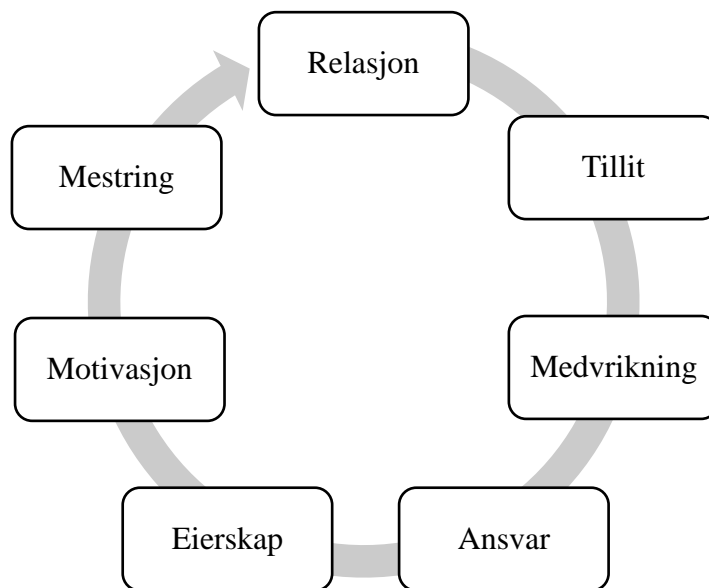 Relasjon
Tillit
Medvrikning
Ansvar
Eierskap
Motivasjon
Mestring